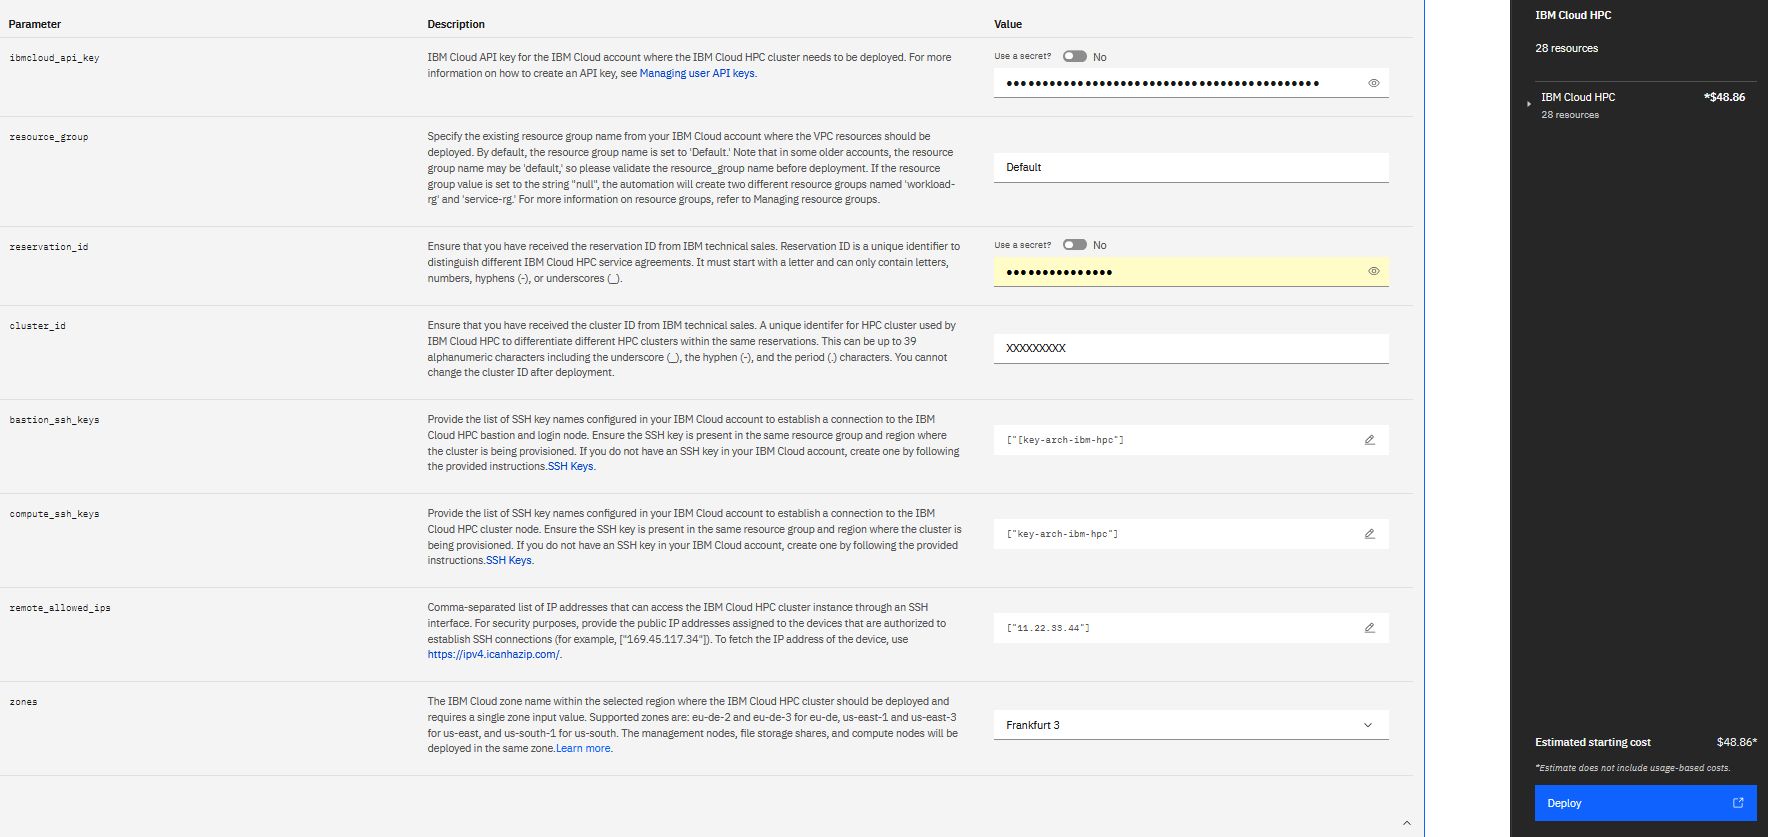 Parameter
Description
Value
ibmcloud_api_key
IBM Cloud API key for the IBM Cloud account where the IBM Cloud HPC cluster needs to be deployed. For more
information on how to create an API key, see Managing user API keys.
Use a secret? No
••••••••••••••••••••••••••••••••••••
resource_group
Specify the existing resource group name from your IBM Cloud account where the VPC resources should be
deployed. By default, the resource group name is set to 'Default.' Note that in some older accounts, the resource
group name may be 'default,' so please validate the resource_group name before deployment. If the resource
group value is set to the string "null", the automation will create two different resource groups named 'workload-
rg' and 'service-rg.' For more information on resource groups, refer to Managing resource groups.
Default
reservation_id
Ensure that you have received the reservation ID from IBM technical sales. Reservation ID is a unique identifier to
distinguish different IBM Cloud HPC service agreements. It must start with a letter and can only contain letters,
numbers, hyphens (-), or underscores (_).
Use a secret? No
•••••••••••••••
cluster_id
Ensure that you have received the cluster ID from IBM technical sales. A unique identifer for HPC cluster used by
IBM Cloud HPC to differentiate different HPC clusters within the same reservations. This can be up to 39
alphanumeric characters including the underscore (_), the hyphen (-), and the period (.) characters. You cannot
change the cluster ID after deployment.
XXXXXXXXX
bastion_ssh_keys
Provide the list of SSH key names configured in your IBM Cloud account to establish a connection to the IBM
Cloud HPC bastion and login node. Ensure the SSH key is present in the same resource group and region where
the cluster is being provisioned. If you do not have an SSH key in your IBM Cloud account, create one by following
the provided instructions.SSH Keys.
["[key-arch-ibm-hpc"]
compute_ssh_keys
Provide the list of SSH key names configured in your IBM Cloud account to establish a connection to the IBM
Cloud HPC cluster node. Ensure the SSH key is present in the same resource group and region where the cluster is
being provisioned. If you do not have an SSH key in your IBM Cloud account, create one by following the provided
instructions.SSH Keys.
["key-arch-ibm-hpc"]
remote_allowed_ips
Comma-separated list of IP addresses that can access the IBM Cloud HPC cluster instance through an SSH
interface. For security purposes, provide the public IP addresses assigned to the devices that are authorized to
establish SSH connections (for example, ["169.45.117.34"]). To fetch the IP address of the device, use
https://ipv4.icanhazip.com/.
["11.22.33.44"]
zones
The IBM Cloud zone name within the selected region where the IBM Cloud HPC cluster should be deployed and
requires a single zone input value. Supported zones are: eu-de-2 and eu-de-3 for eu-de, us-east-1 and us-east-3
for us-east, and us-south-1 for us-south. The management nodes, file storage shares, and compute nodes will be
deployed in the same zone.Learn more.
Frankfurt 3
IBM Cloud HPC
28 resources
IBM Cloud HPC *$48.86
28 resources
Estimated starting cost $48.86*
*Estimate does not include usage-based costs.
Deploy